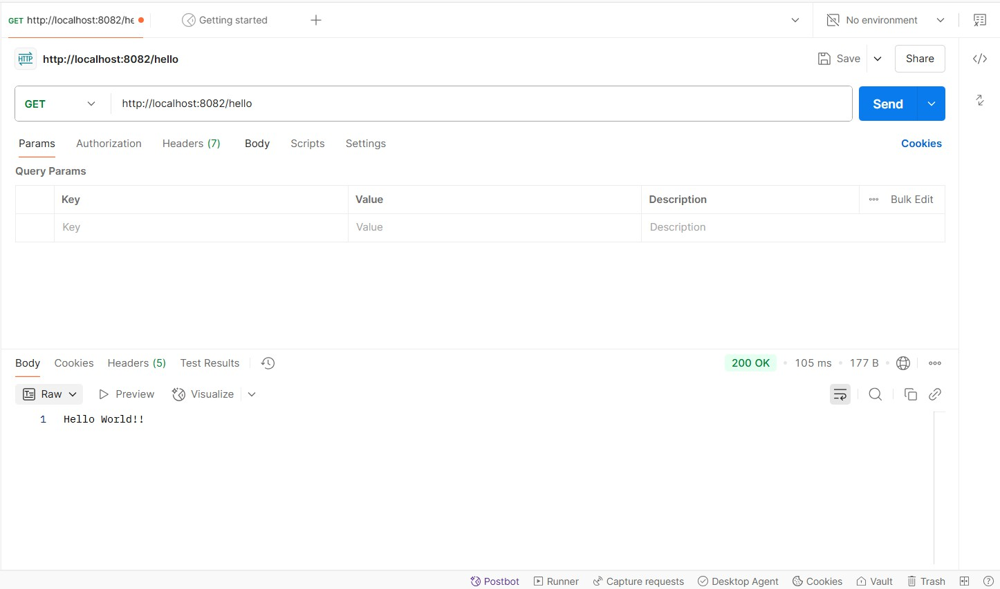 GET http://localhost:8082/he Getting started No environment
HTTP http://localhost:8082/hello Save Share
GET http://localhost:8082/hello Send
Params Authorization Headers (7) Body Scripts Settings Cookies
Query Params
Key Value Description Bulk Edit
Key Value Description
Body Cookies Headers (5) Test Results 200 OK 105 ms 177 B
Raw Preview Visualize
1 Hello World!!
Postbot Runner Capture requests Desktop Agent Cookies Vault Trash